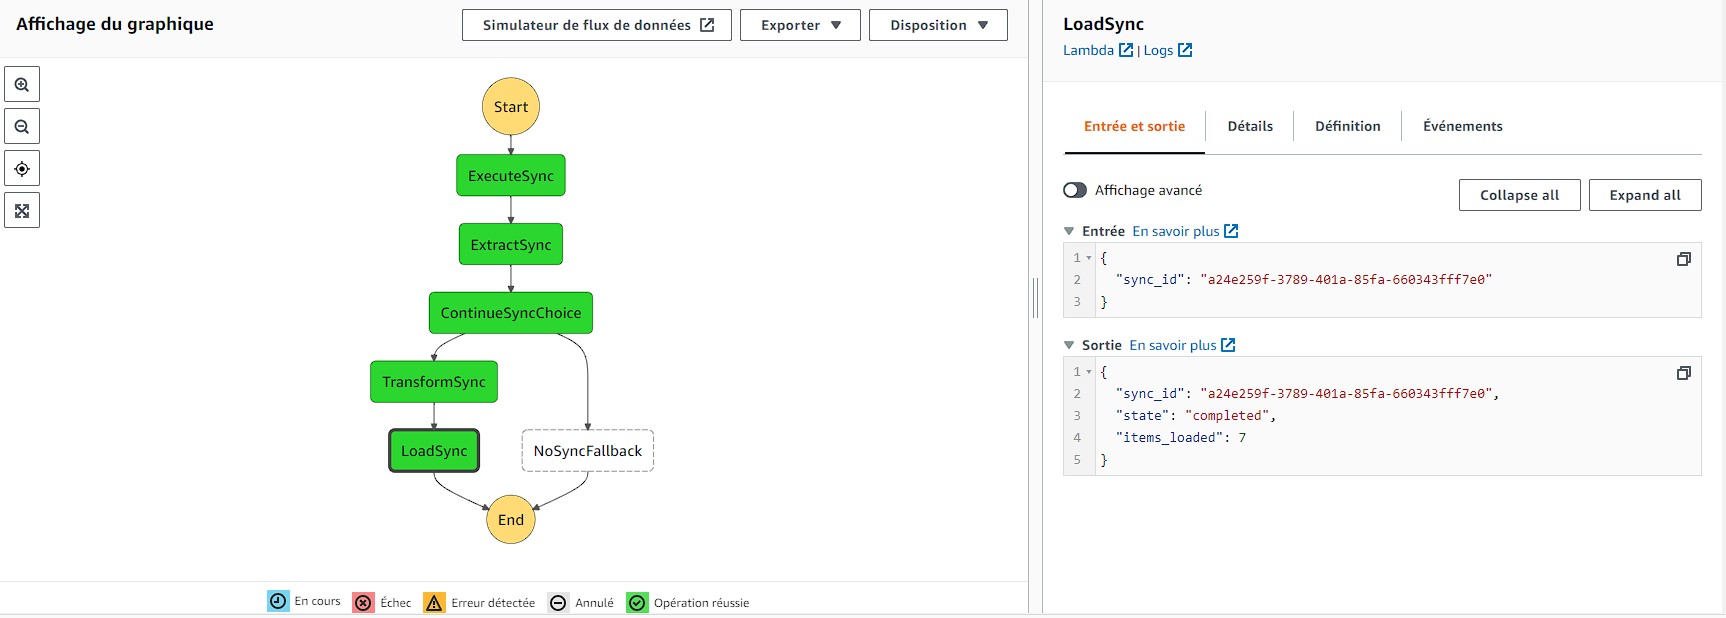 Affichage du graphique
Simulateur de flux de données
Exporter
Disposition
Start
ExecuteSync
ExtractSync
ContinueSyncChoice
TransformSync
LoadSync
NoSyncFallback
End
En cours
Échec
Erreur détectée
Annulé
Opération réussie
LoadSync
Lambda | Logs
Entrée et sortie
Détails
Définition
Événements
Affichage avancé
Collapse all
Expand all
Entrée En savoir plus
1 {
2 "sync_id": "a24e259f-3789-401a-85fa-660343fff7e0"
3 }
Sortie En savoir plus
1 {
2 "sync_id": "a24e259f-3789-401a-85fa-660343fff7e0",
3 "state": "completed",
4 "items_loaded": 7
5 }